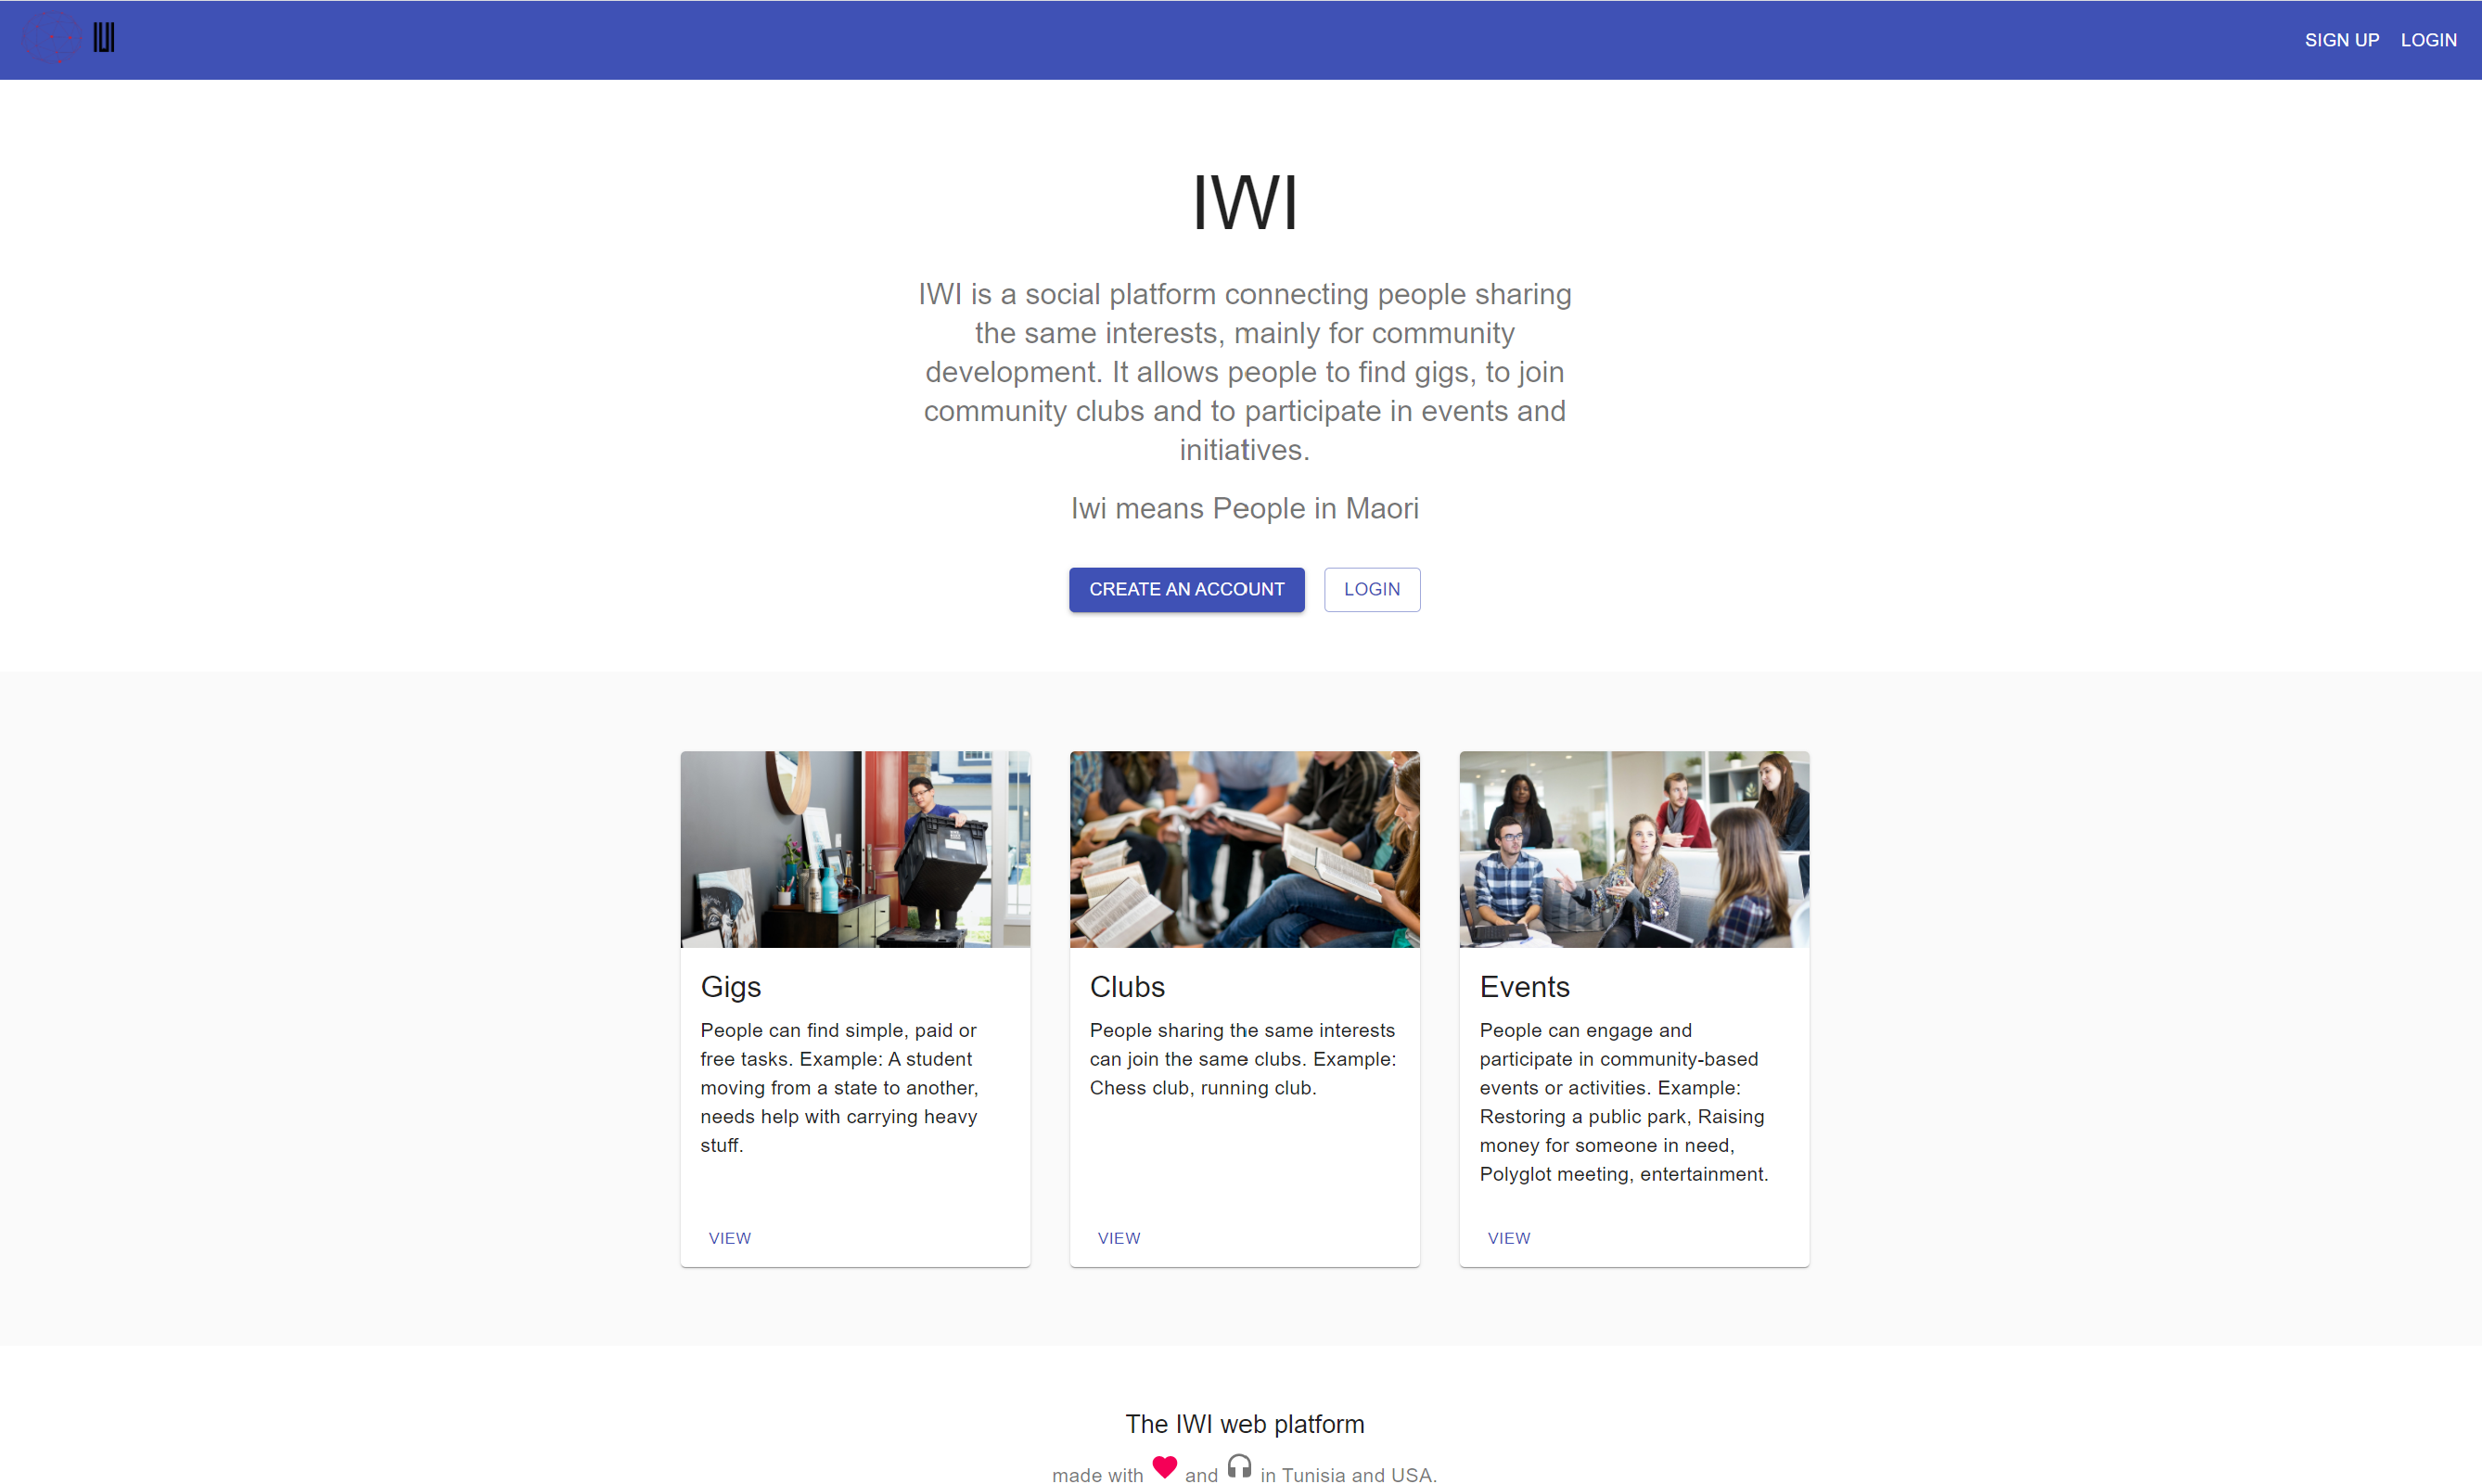 IWI
SIGN UP LOGIN
IWI
IWI is a social platform connecting people sharing
the same interests, mainly for community
development. It allows people to find gigs, to join
community clubs and to participate in events and
initiatives.
Iwi means People in Maori
CREATE AN ACCOUNT LOGIN
Gigs
People can find simple, paid or
free tasks. Example: A student
moving from a state to another,
needs help with carrying heavy
stuff.
VIEW
Clubs
People sharing the same interests
can join the same clubs. Example:
Chess club, running club.
VIEW
Events
People can engage and
participate in community-based
events or activities. Example:
Restoring a public park, Raising
money for someone in need,
Polyglot meeting, entertainment.
VIEW
The IWI web platform
made with and in Tunisia and USA.